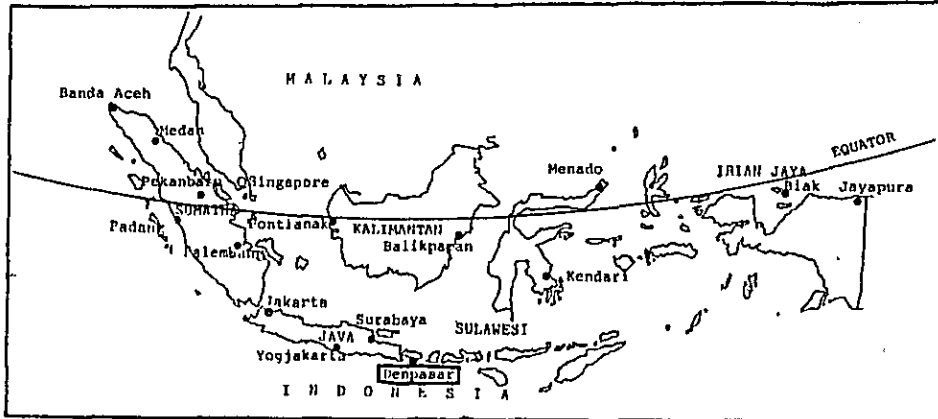 MALAYSIA
Banda Aceh
Medan
EQUATOR
Menado
IRIAN JAYA
Biak
Jayapura
Pekanbaru
Singapore
SUMATRA
Pontianak
KALIMANTAN
Padang
Balikpapan
Palembang
Kendari
Jakarta
Surabaya
SULAWESI
JAVA
Yogjakarta
Denpasar
INDONESIA